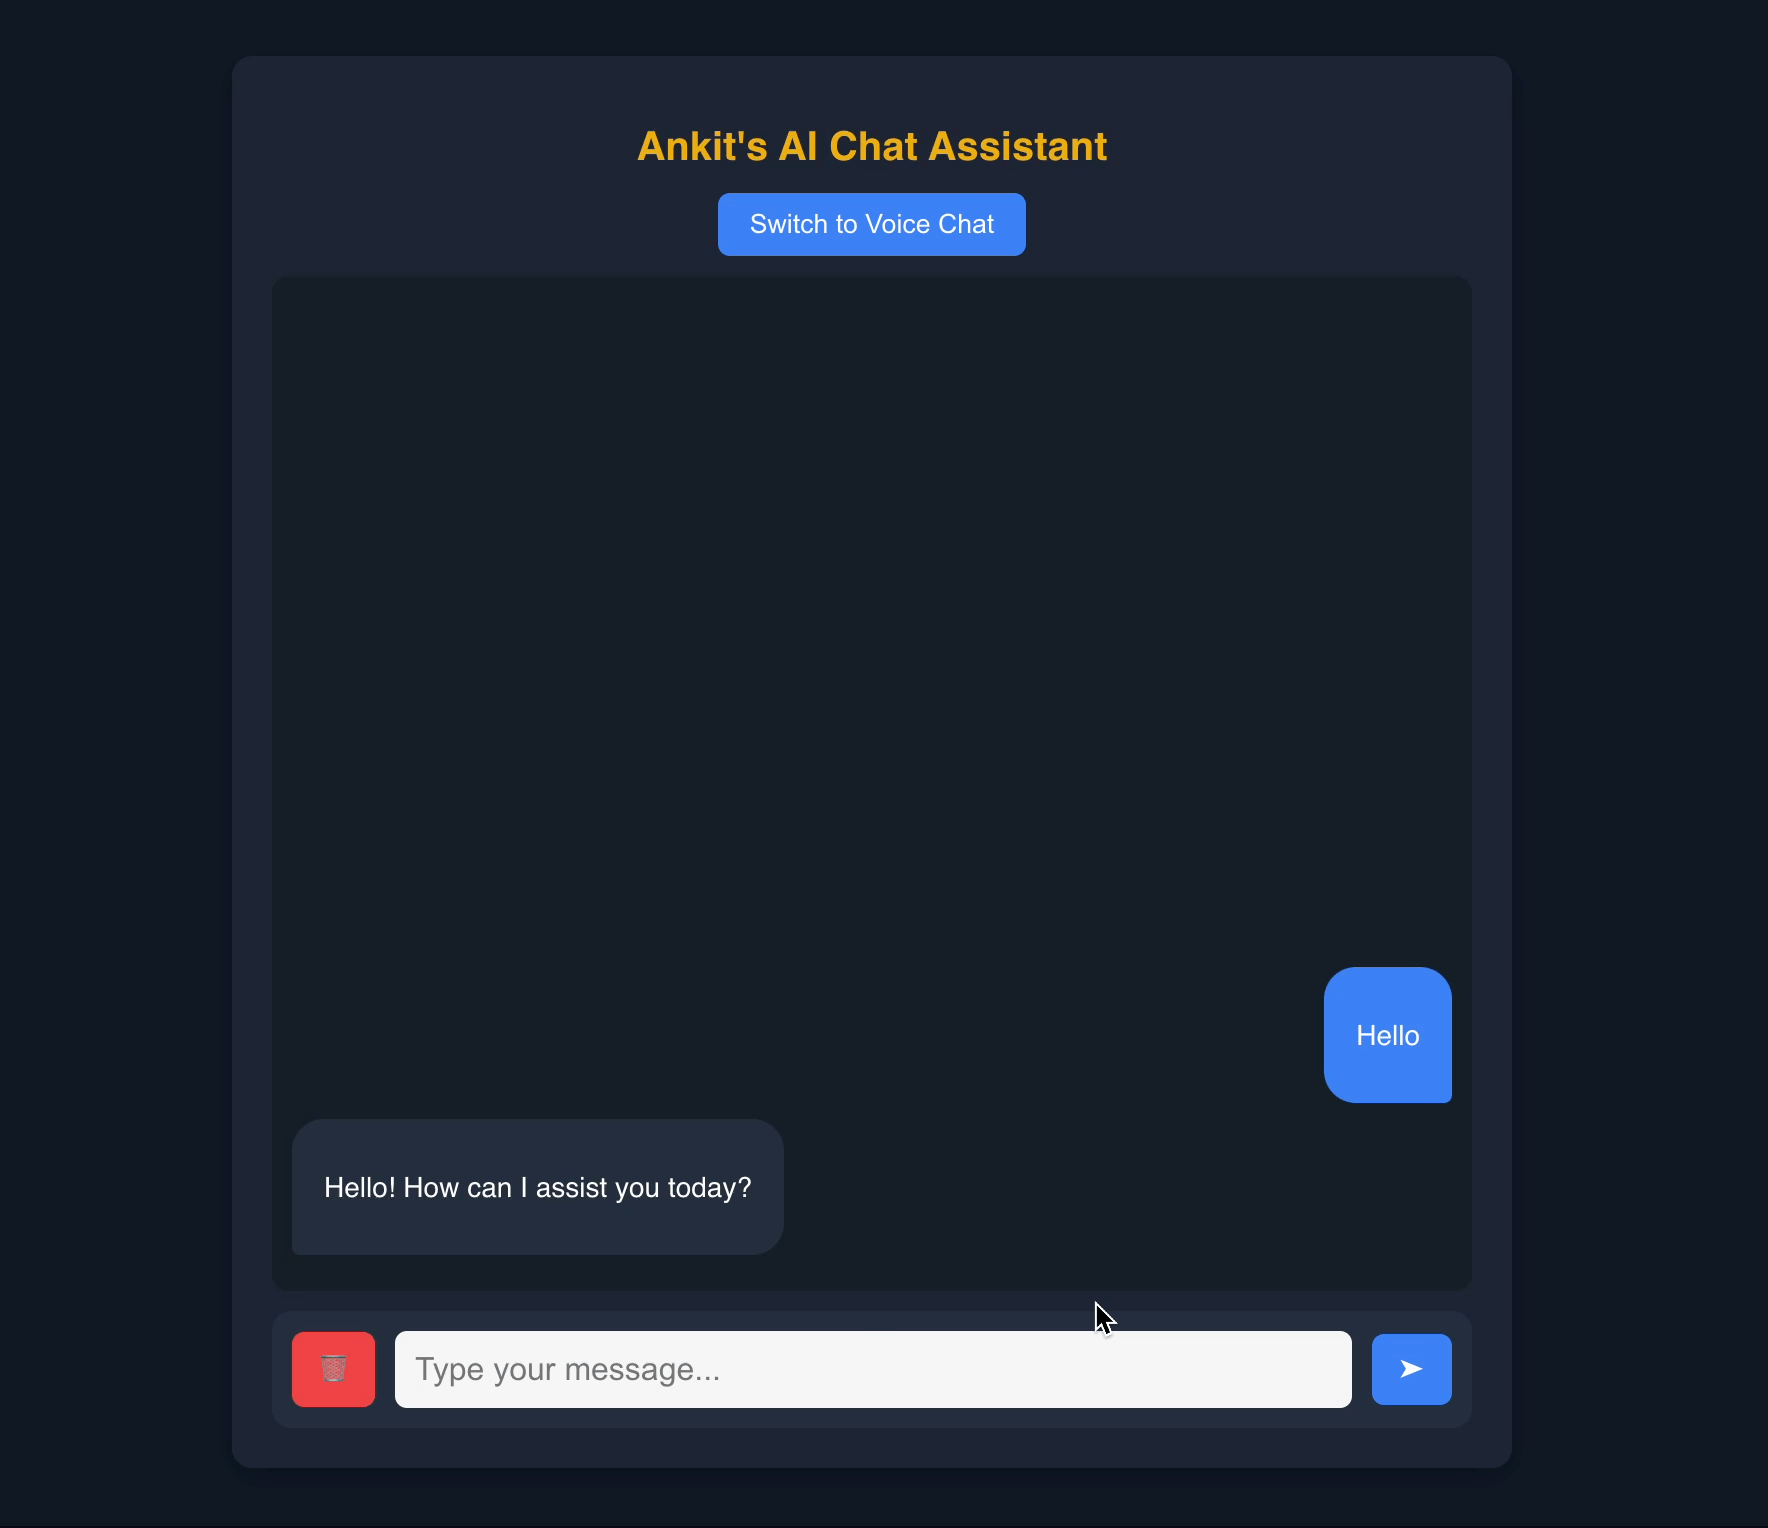 Ankit's AI Chat Assistant
Switch to Voice Chat
Hello
Hello! How can I assist you today?
Type your message...